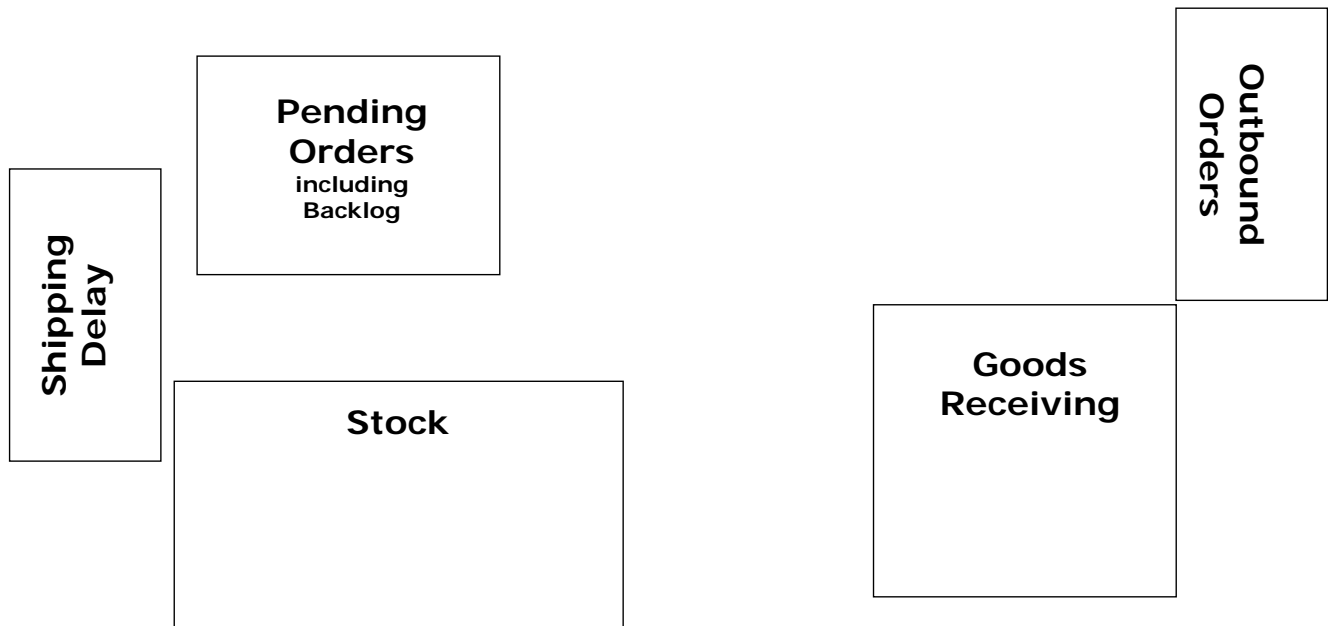 Pending
Orders
including
Backlog
Outbound
Orders
Shipping
Delay
Goods
Receiving
Stock